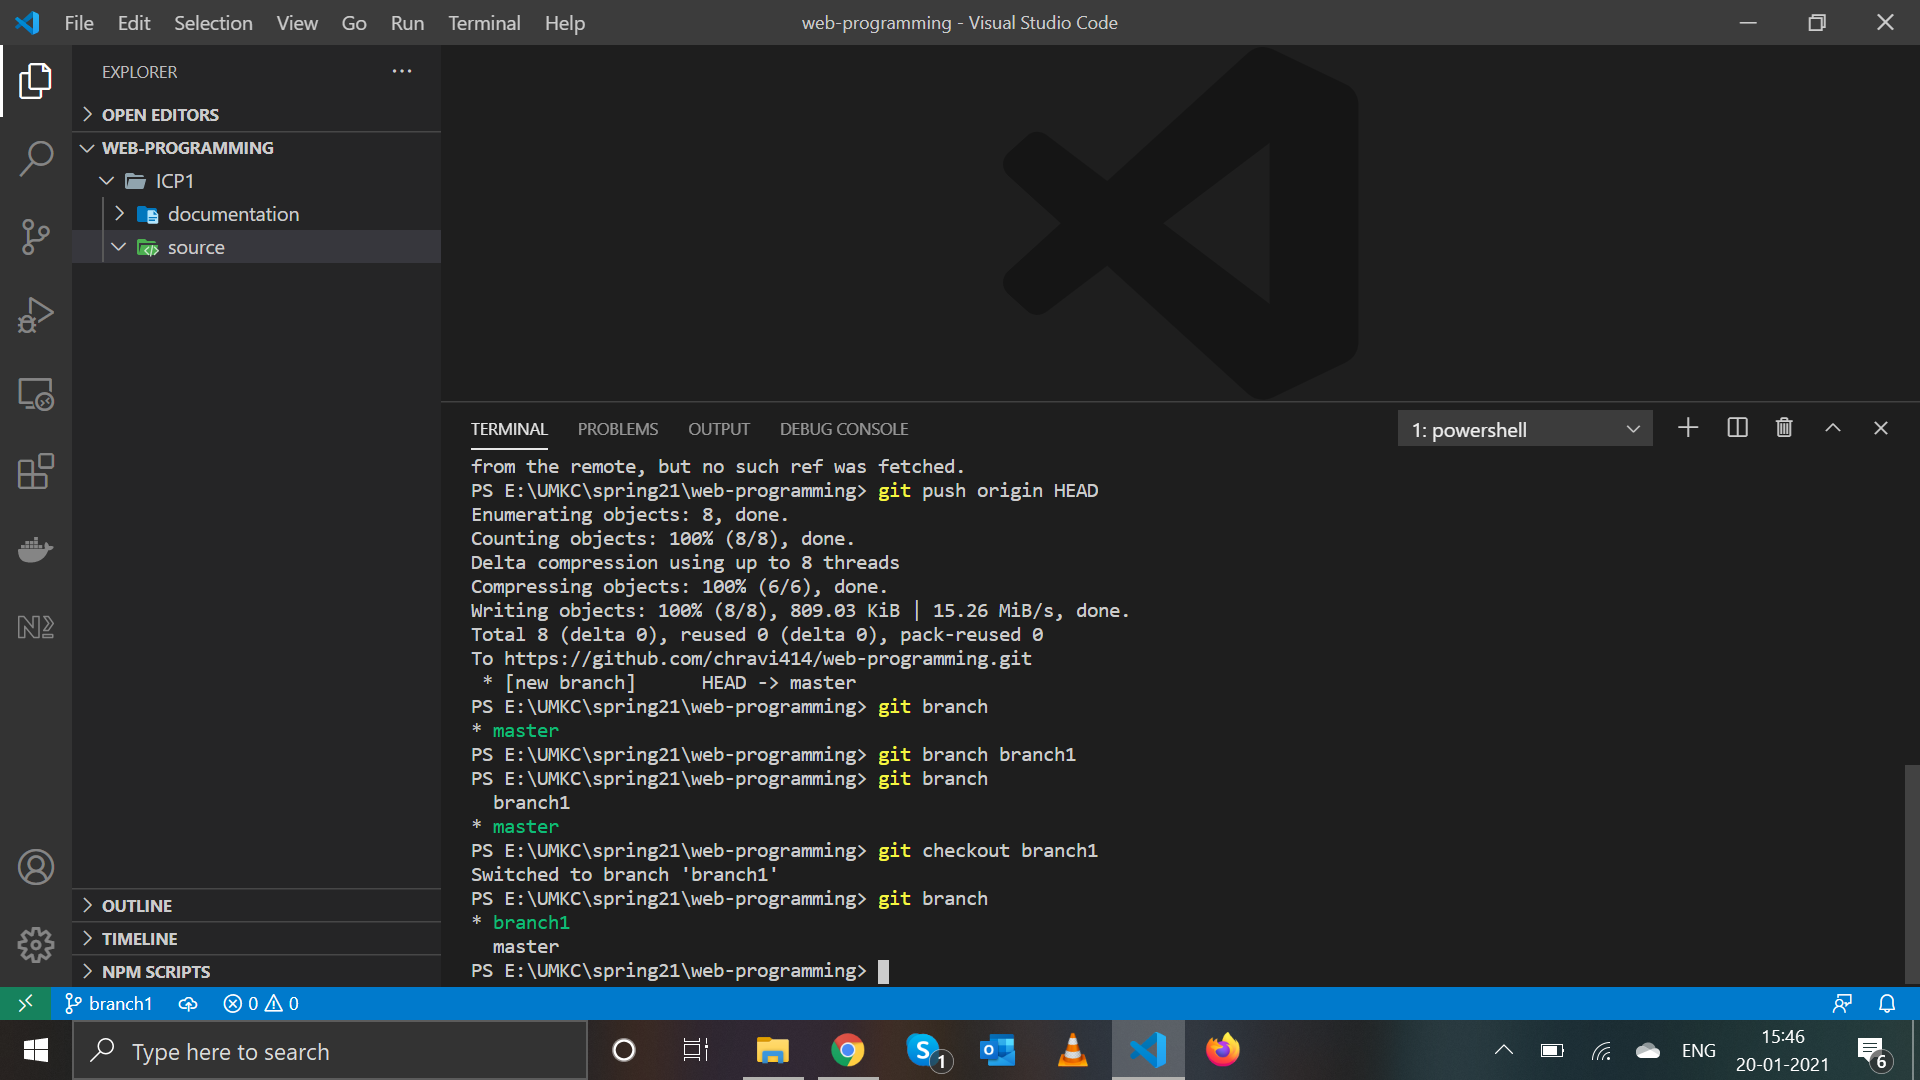 File Edit Selection View Go Run Terminal Help
web-programming - Visual Studio Code
EXPLORER
OPEN EDITORS
WEB-PROGRAMMING
ICP1
documentation
source
OUTLINE
TIMELINE
NPM SCRIPTS
TERMINAL PROBLEMS OUTPUT DEBUG CONSOLE
1: powershell
from the remote, but no such ref was fetched.
PS E:\UMKC\spring21\web-programming> git push origin HEAD
Enumerating objects: 8, done.
Counting objects: 100% (8/8), done.
Delta compression using up to 8 threads
Compressing objects: 100% (6/6), done.
Writing objects: 100% (8/8), 809.03 KiB | 15.26 MiB/s, done.
Total 8 (delta 0), reused 0 (delta 0), pack-reused 0
To https://github.com/chravi414/web-programming.git
 * [new branch]      HEAD -> master
PS E:\UMKC\spring21\web-programming> git branch
* master
PS E:\UMKC\spring21\web-programming> git branch branch1
PS E:\UMKC\spring21\web-programming> git branch
  branch1
* master
PS E:\UMKC\spring21\web-programming> git checkout branch1
Switched to branch 'branch1'
PS E:\UMKC\spring21\web-programming> git branch
* branch1
  master
PS E:\UMKC\spring21\web-programming>
branch1 0 0
Type here to search
S 1
ENG
15:46
20-01-2021
6